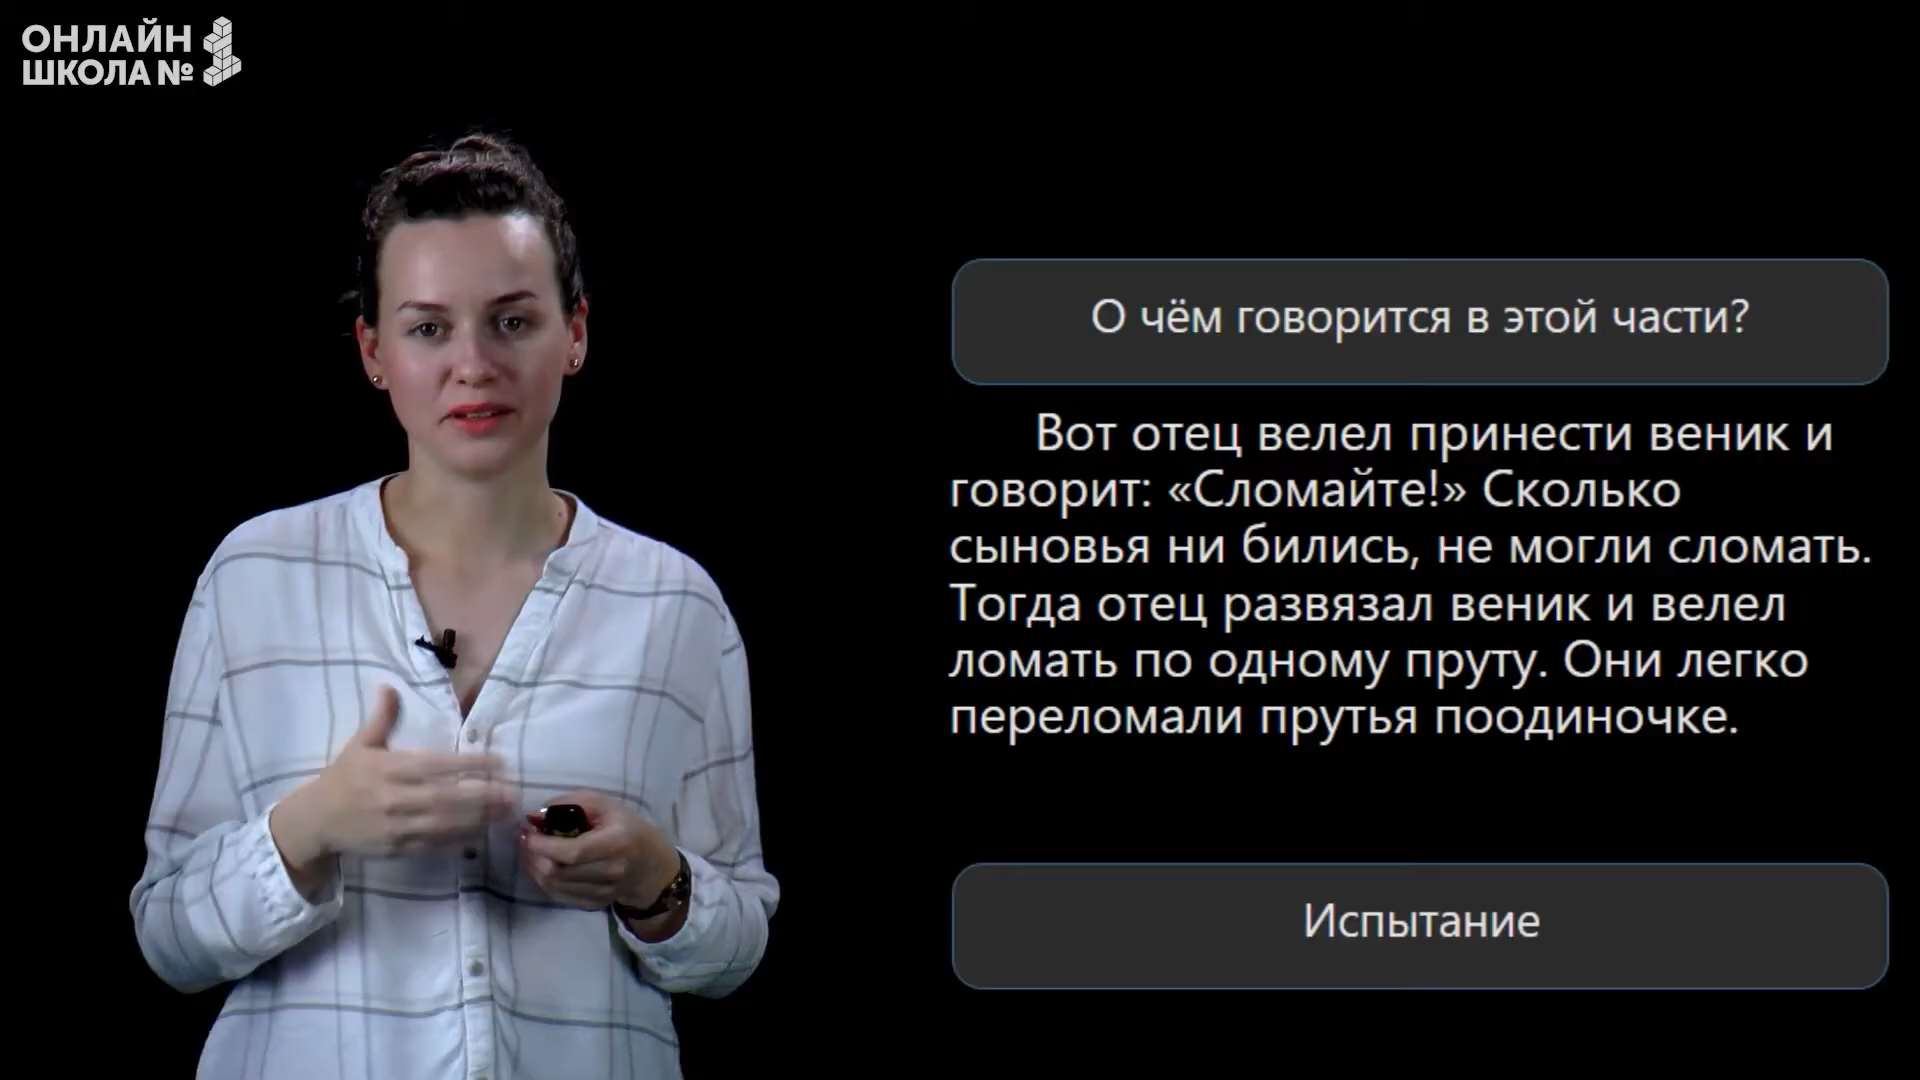 ОНЛАЙН
ШКОЛА №
О чём говорится в этой части?
Вот отец велел принести веник и
говорит: «Сломайте!» Сколько
сыновья ни бились, не могли сломать.
Тогда отец развязал веник и велел
ломать по одному пруту. Они легко
переломали прутья поодиночке.
Испытание